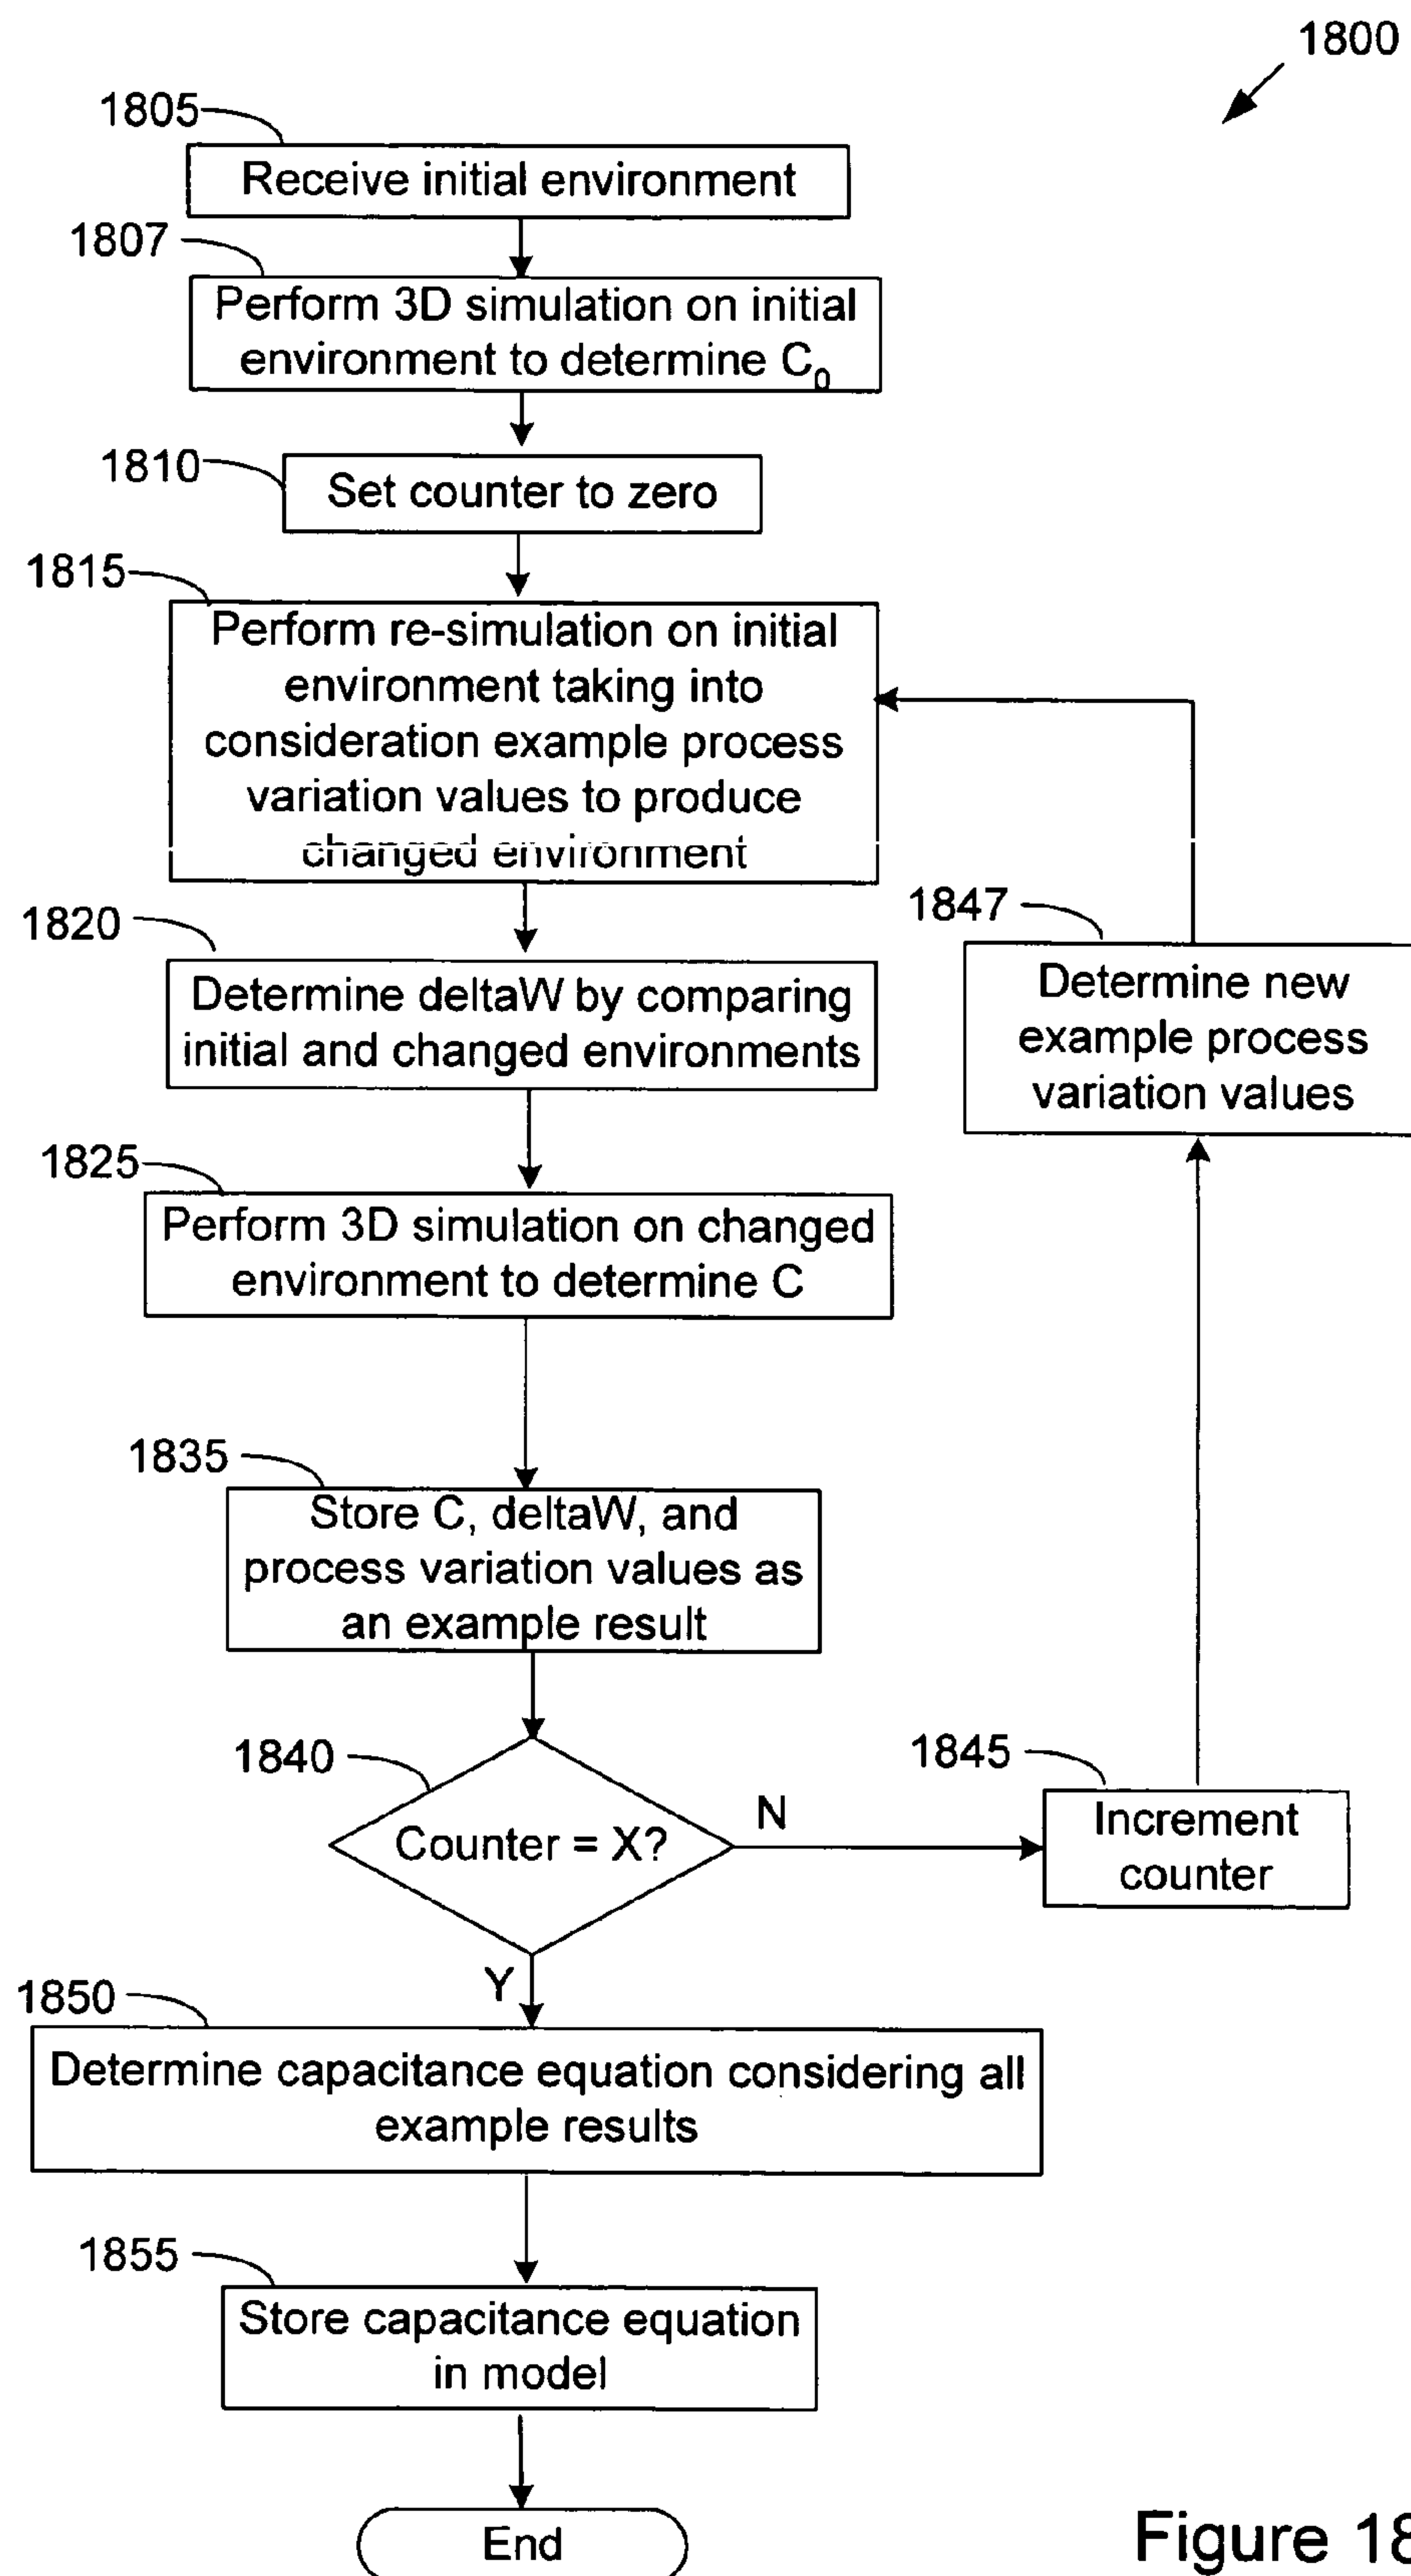 1800
1805
Receive initial environment
1807
Perform 3D simulation on initial
environment to determine C0
1810
Set counter to zero
1815
Perform re-simulation on initial
environment taking into
consideration example process
variation values to produce
changed environment
1820
Determine deltaW by comparing
initial and changed environments
1847
Determine new
example process
variation values
1825
Perform 3D simulation on changed
environment to determine C
1835
Store C, deltaW, and
process variation values as
an example result
1840
Counter = X?
N
1845
Increment
counter
Y
1850
Determine capacitance equation considering all
example results
1855
Store capacitance equation
in model
End
Figure 18